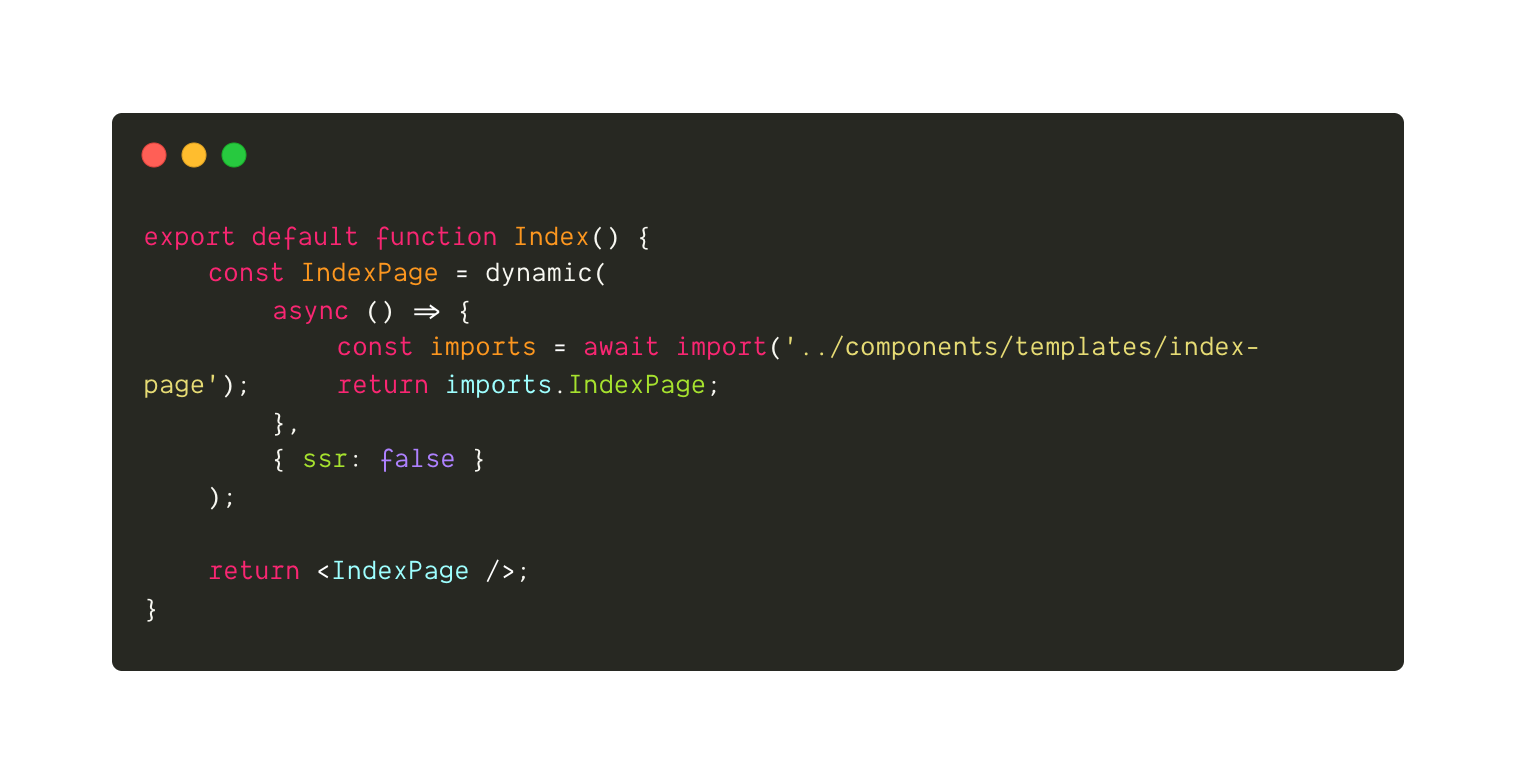 export default function Index() {
    const IndexPage = dynamic(
        async () => {
            const imports = await import('../components/templates/index-
page');      return imports.IndexPage;
        },
        { ssr: false }
    );

    return <IndexPage />;
}